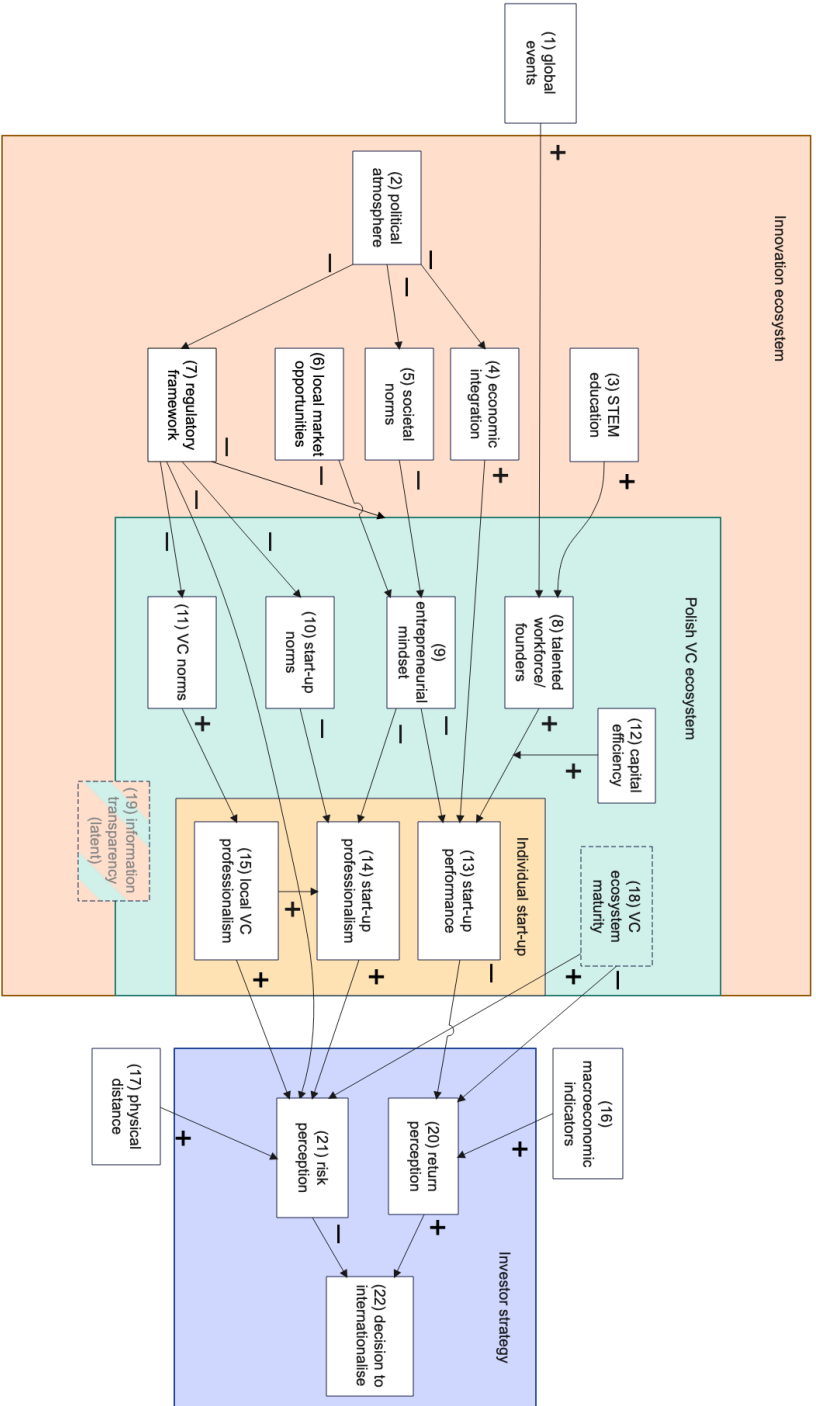 Innovation ecosystem
Polish VC ecosystem
Individual start-up
Investor strategy
(1) global
events
+
(2) political
atmosphere
–
–
–
(3) STEM
education
+
(4) economic
integration
+
(5) societal
norms
–
(6) local market
opportunities
–
(7) regulatory
framework
–
–
–
–
(8) talented
workforce/
founders
+
(9)
entrepreneurial
mindset
–
–
(10) start-up
norms
–
(11) VC norms
+
(12) capital
efficiency
+
(13) start-up
performance
–
(14) start-up
professionalism
+
(15) local VC
professionalism
+
+
(16)
macroeconomic
indicators
+
(17) physical
distance
+
(18) VC
ecosystem
maturity
–
+
(19) information
transparency
(latent)
(20) return
perception
+
(21) risk
perception
–
(22) decision to
internationalise